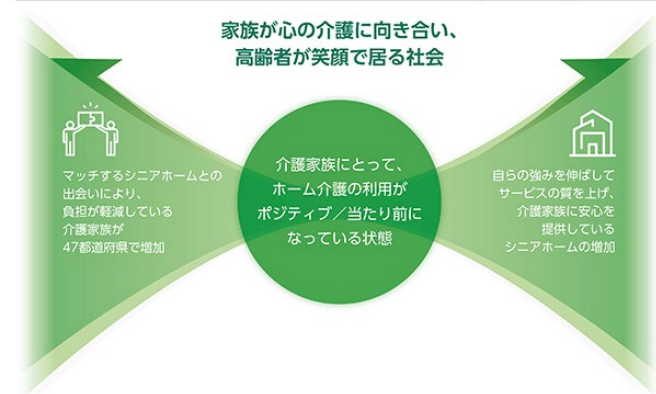 家族が心の介護に向き合い、
高齢者が笑顔で居る社会
マッチするシニアホームとの
出会いにより、
負担が軽減している
介護家族が
47都道府県で増加
介護家族にとって、
ホーム介護の利用が
ポジティブ／当たり前に
なっている状態
自らの強みを伸ばして
サービスの質を上げ、
介護家族に安心を
提供している
シニアホームの増加